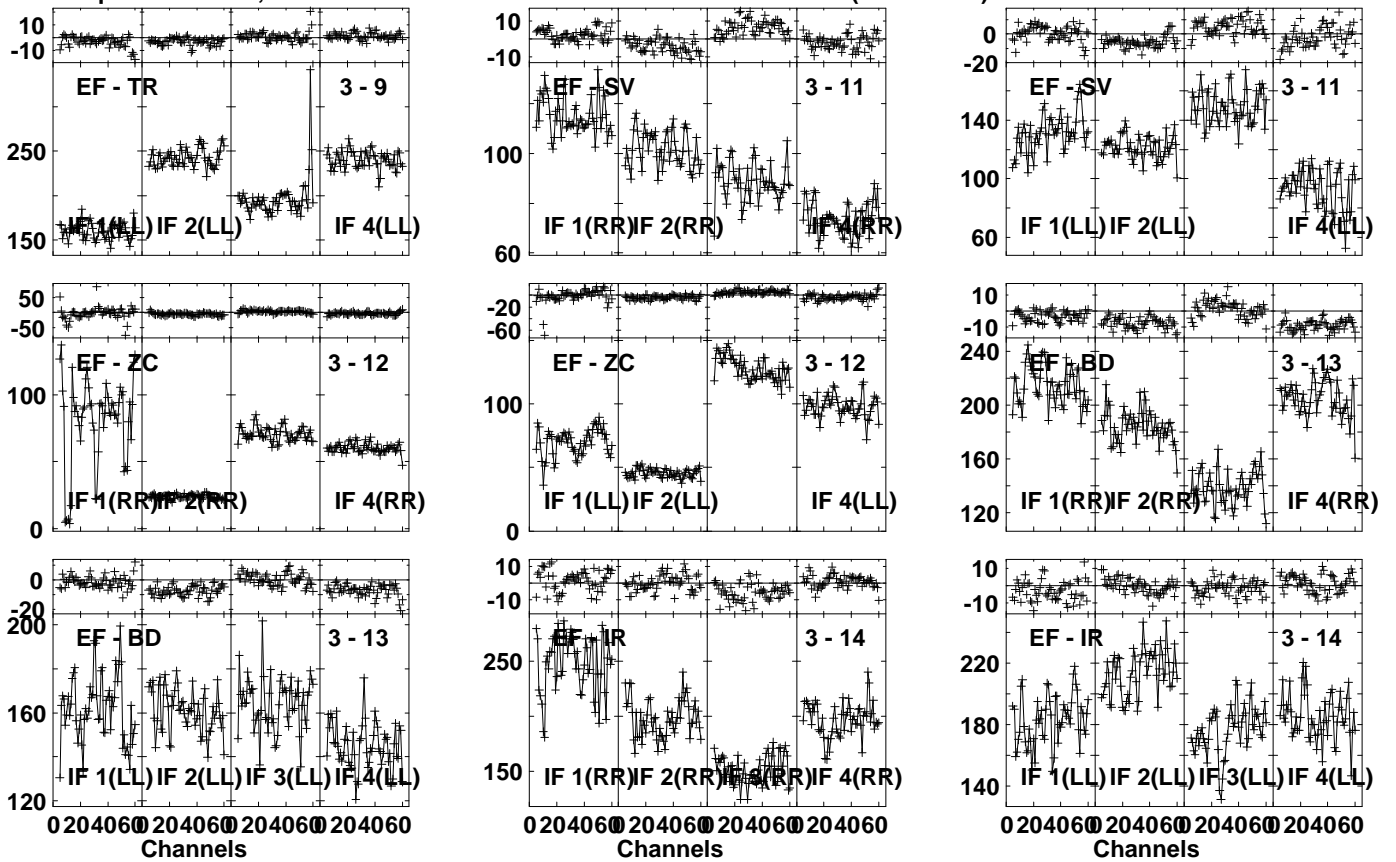 10
-10
EF - TR 3 - 9
250
150
IF 1(LL) IF 2(LL) IF 4(LL)
10
-10
EF - SV 3 - 11
100
60
IF 1(RR) IF 2(RR) IF 4(RR)
0
-20
EF - SV 3 - 11
140
100
60
IF 1(LL) IF 2(LL) IF 4(LL)
50
-50
EF - ZC 3 - 12
100
0
IF 1(RR) IF 2(RR) IF 4(RR)
-20
-60
EF - ZC 3 - 12
100
0
IF 1(LL) IF 2(LL) IF 4(LL)
10
-10
EF - BD 3 - 13
240
200
160
120
IF 1(RR) IF 2(RR) IF 4(RR)
0
-20
200
EF - BD 3 - 13
160
120
IF 1(LL) IF 2(LL) IF 3(LL) IF 4(LL)
0 20 40 60 0 20 40 60 0 20 40 60 0 20 40 60
Channels
10
-10
EF - IR 3 - 14
250
150
IF 1(RR) IF 2(RR) IF 3(RR) IF 4(RR)
0 20 40 60 0 20 40 60 0 20 40 60 0 20 40 60
Channels
10
-10
EF - IR 3 - 14
220
180
140
IF 1(LL) IF 2(LL) IF 3(LL) IF 4(LL)
0 20 40 60 0 20 40 60 0 20 40 60 0 20 40 60
Channels